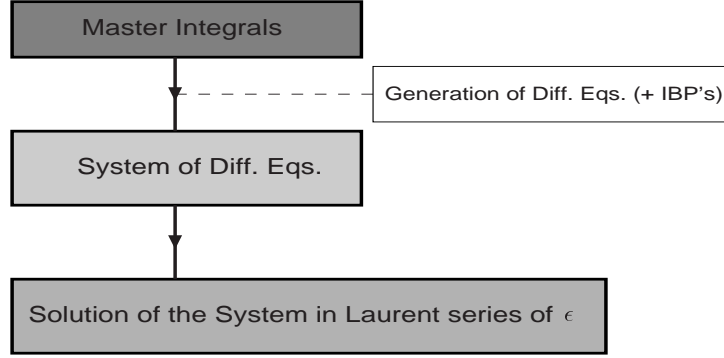 Master Integrals
Generation of Diff. Eqs. (+ IBP's)
System of Diff. Eqs.
Solution of the System in Laurent series of ϵ